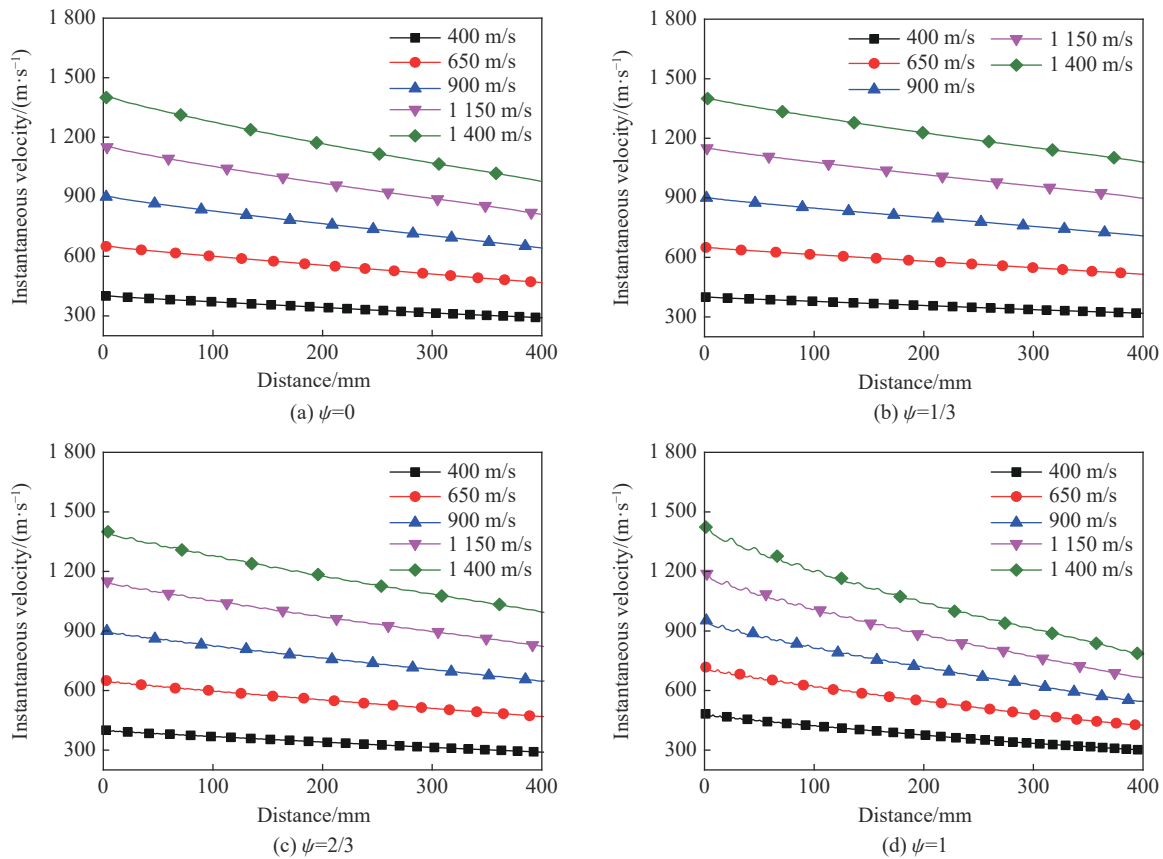 1 800
1 500
1 200
900
600
300
Instantaneous velocity/(m·s⁻¹)
400 m/s
650 m/s
900 m/s
1 150 m/s
1 400 m/s
0 100 200 300 400
Distance/mm
(a) ψ=0
1 800
1 500
1 200
900
600
300
Instantaneous velocity/(m·s⁻¹)
400 m/s 1 150 m/s
650 m/s 1 400 m/s
900 m/s
0 100 200 300 400
Distance/mm
(b) ψ=1/3
1 800
1 500
1 200
900
600
300
Instantaneous velocity/(m·s⁻¹)
400 m/s
650 m/s
900 m/s
1 150 m/s
1 400 m/s
0 100 200 300 400
Distance/mm
(c) ψ=2/3
1 800
1 500
1 200
900
600
300
Instantaneous velocity/(m·s⁻¹)
400 m/s
650 m/s
900 m/s
1 150 m/s
1 400 m/s
0 100 200 300 400
Distance/mm
(d) ψ=1